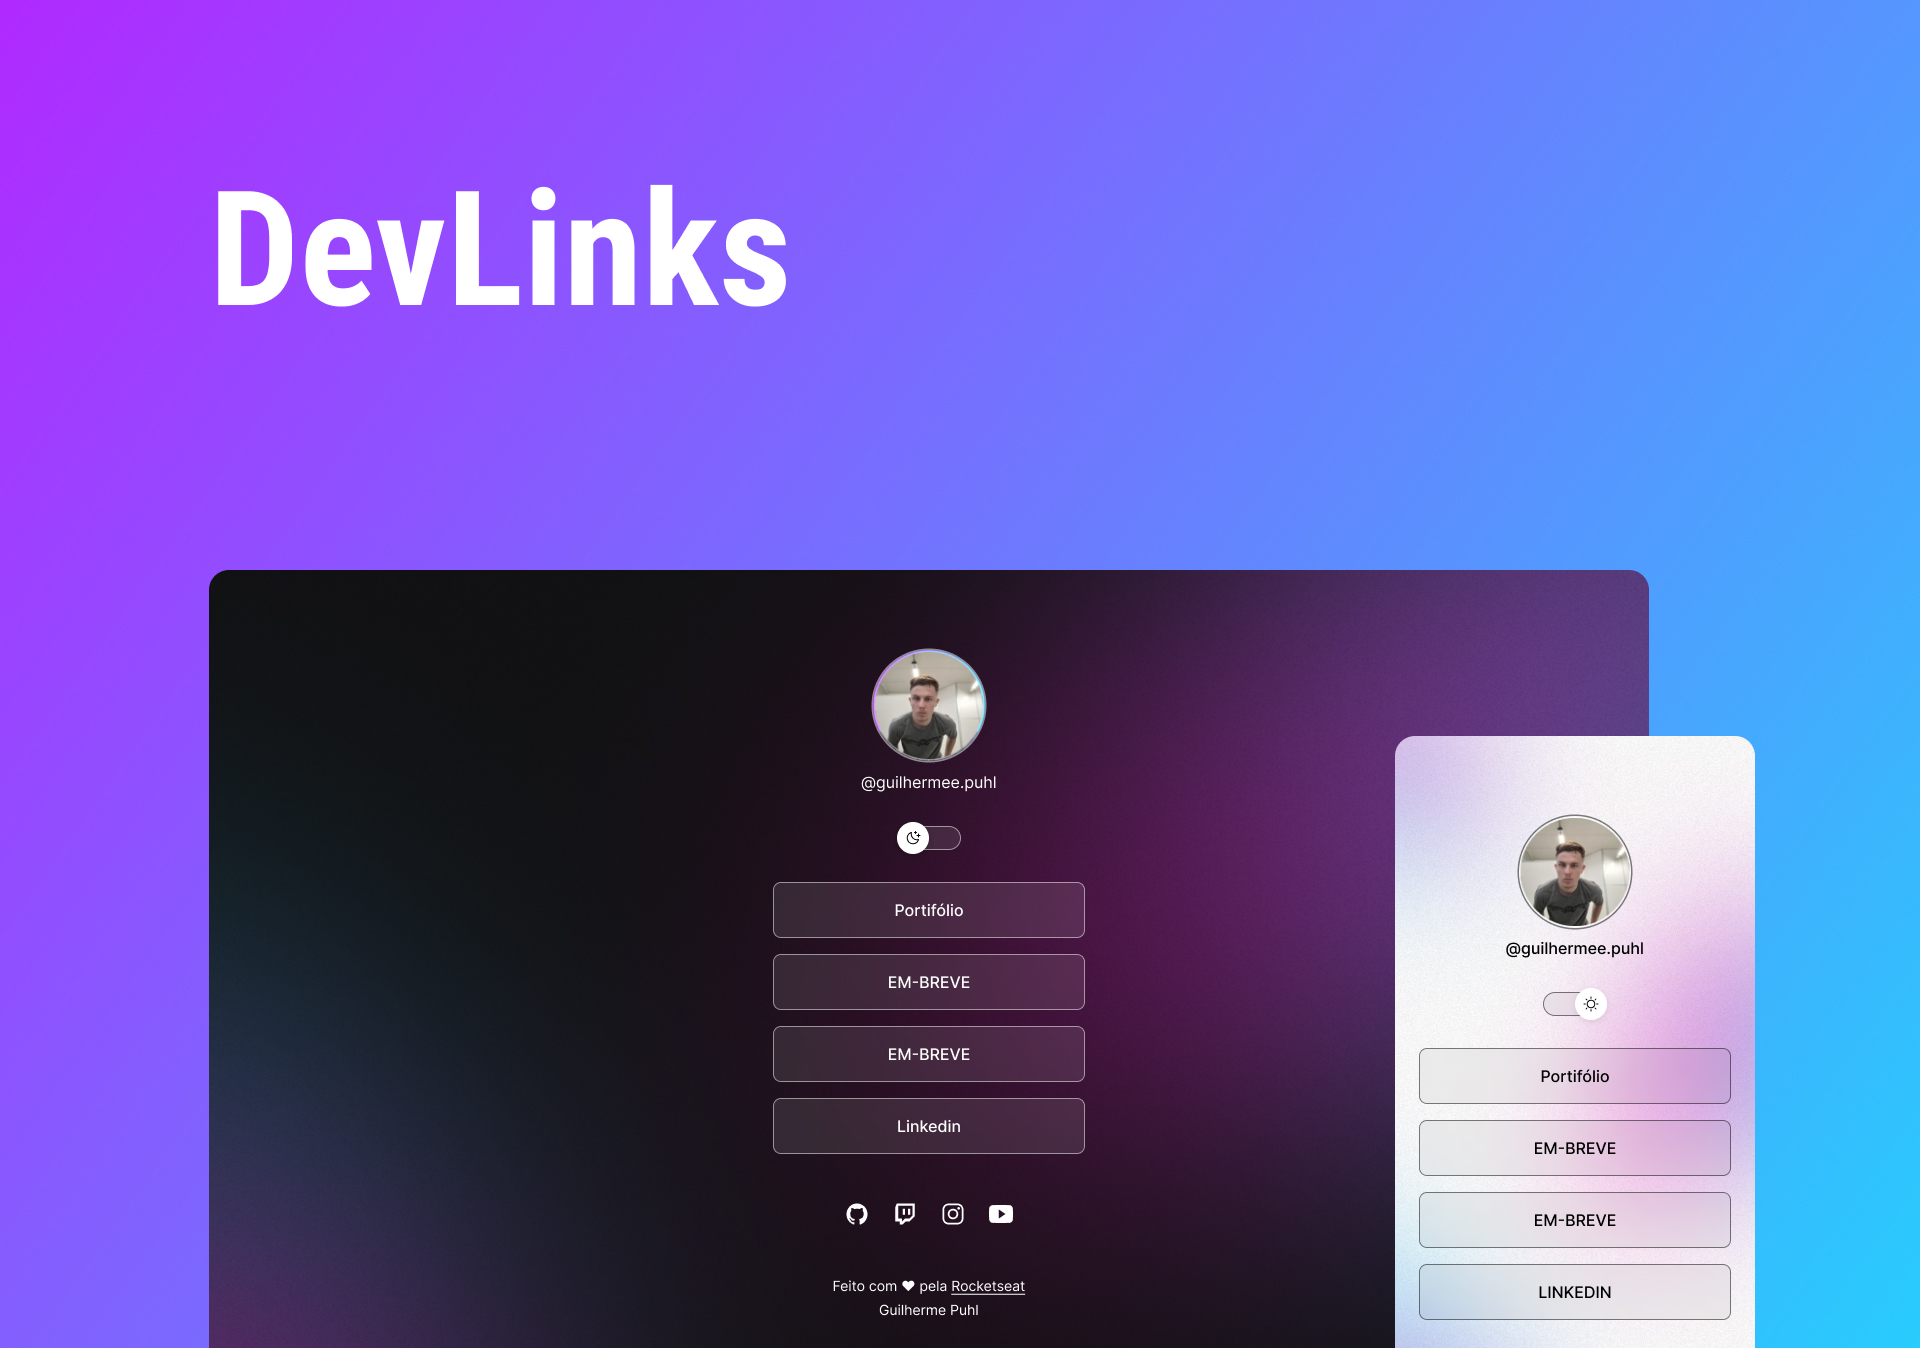 DevLinks
@guilhermee.puhl
Portifólio
EM-BREVE
EM-BREVE
Linkedin
Feito com ♥ pela Rocketseat
Guilherme Puhl
@guilhermee.puhl
Portifólio
EM-BREVE
EM-BREVE
LINKEDIN